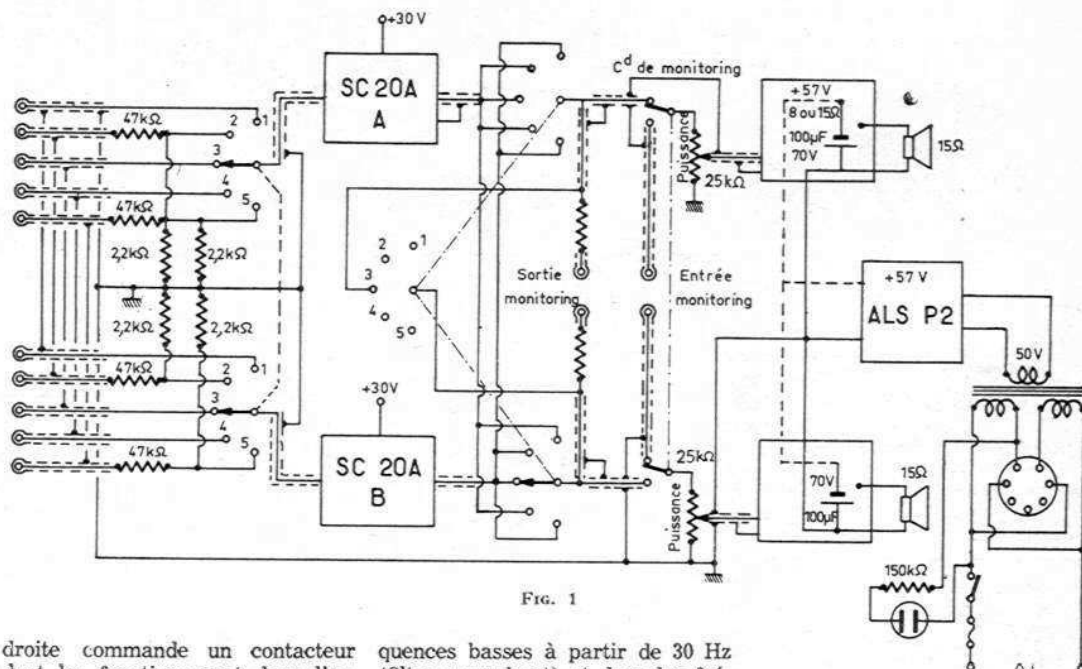 +30V
SC 20A
A
Cd de monitoring
+57V
8 ou 15Ω
100µF
70V
15Ω
47kΩ
2
1
3
4
5
47kΩ
2,2kΩ
2,2kΩ
2,2kΩ
2,2kΩ
Puissance
25kΩ
1
2
3
4
5
Sortie
monitoring
Entrée
monitoring
+57 V
ALS P2
50V
1
2
3
4
5
47kΩ
47kΩ
+30V
SC 20A
B
25kΩ
Puissance
70V
100µF
15Ω
150kΩ
FIG. 1
droite commande un contacteur
quences basses à partir de 30 Hz